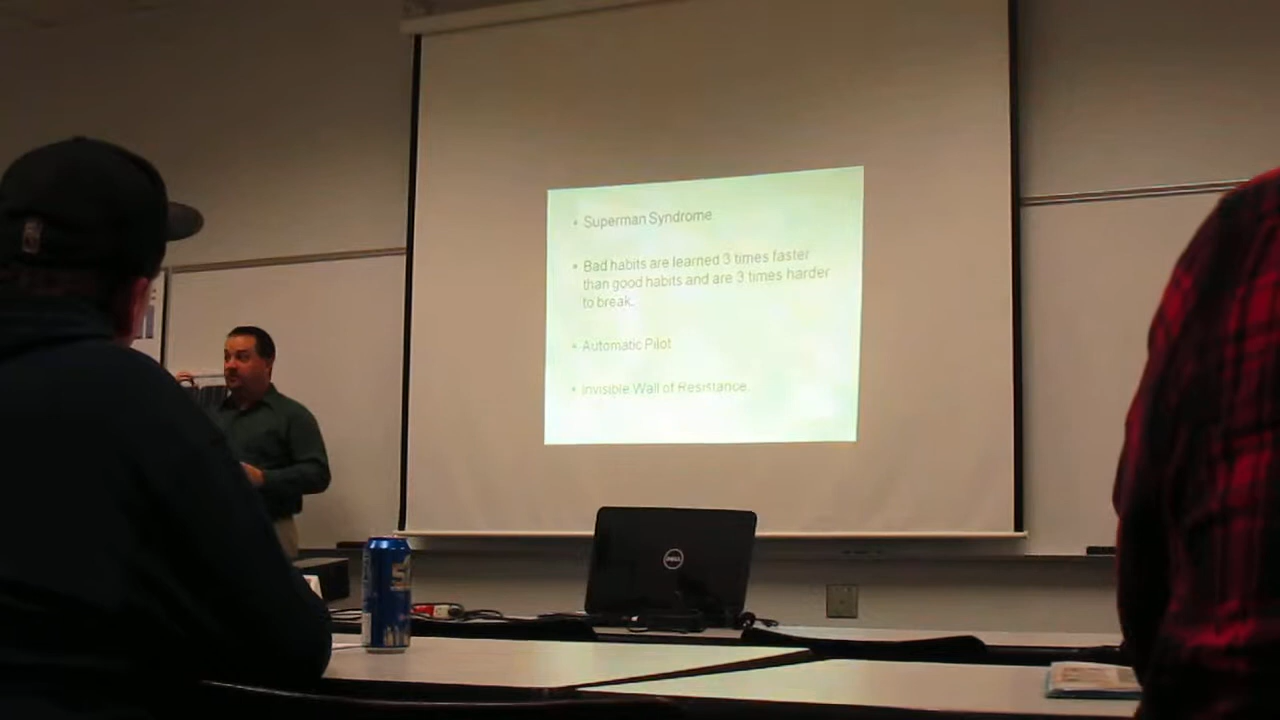 • Superman Syndrome
• Bad habits are learned 3 times faster
than good habits and are 3 times harder
to break.
• Automatic Pilot
• Invisible Wall of Resistance.
DELL